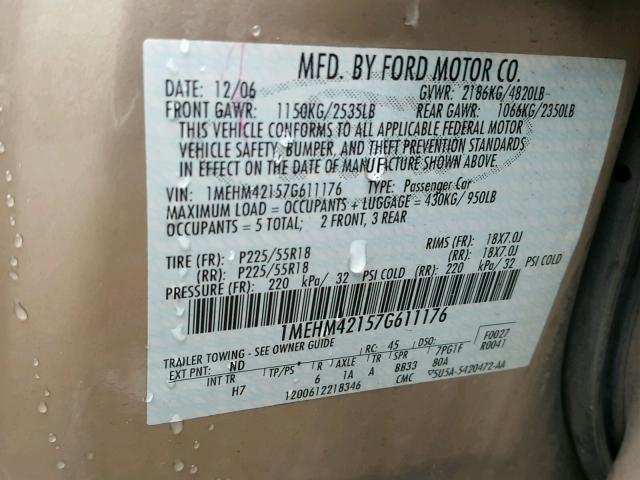 MFD. BY FORD MOTOR CO.
DATE: 12/06 GVWR: 2186KG/4820LB
FRONT GAWR: 1150KG/2535LB REAR GAWR: 1066KG/2350LB
THIS VEHICLE CONFORMS TO ALL APPLICABLE FEDERAL MOTOR
VEHICLE SAFETY, BUMPER, AND THEFT PREVENTION STANDARDS
IN EFFECT ON THE DATE OF MANUFACTURE SHOWN ABOVE.
VIN: 1MEHM42157G611176 TYPE: Passenger Car
MAXIMUM LOAD = OCCUPANTS + LUGGAGE = 430KG/ 950LB
OCCUPANTS = 5 TOTAL; 2 FRONT, 3 REAR
TIRE (FR): P225/55R18 RIMS (FR): 18X7.0J
(RR): P225/55R18 (RR): 18X7.0J
PRESSURE (FR): 220 kPa/ 32 PSI COLD (RR): 220 kPa/ 32 PSI COLD
1MEHM42157G611176
TRAILER TOWING - SEE OWNER GUIDE RC: 45 DSO: F0027
EXT PNT: ND 7PG1F R0041
INT TR TP/PS R AXLE TR SPR
H7 6 1A A BB33 80A
1200612218346 CMC 5U5A-5420472-AA